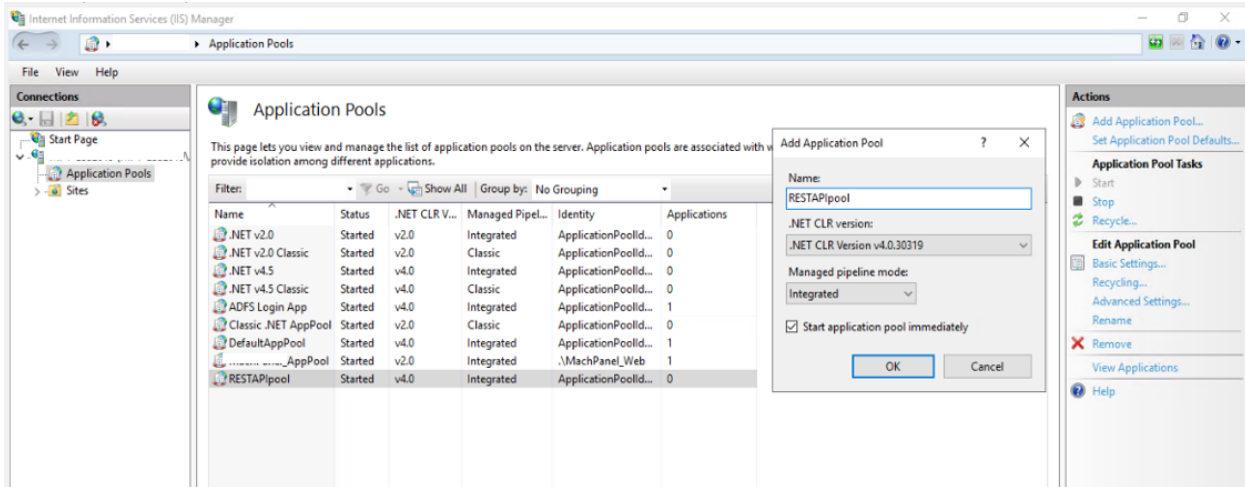 Internet Information Services (IIS) Manager
Application Pools
File View Help
Connections
Start Page
Application Pools
Sites
Application Pools
This page lets you view and manage the list of application pools on the server. Application pools are associated with w
provide isolation among different applications.
Filter: Go Show All Group by: No Grouping
Name Status .NET CLR V... Managed Pipel... Identity Applications
.NET v2.0 Started v2.0 Integrated ApplicationPoolId... 0
.NET v2.0 Classic Started v2.0 Classic ApplicationPoolId... 0
.NET v4.5 Started v4.0 Integrated ApplicationPoolId... 0
.NET v4.5 Classic Started v4.0 Classic ApplicationPoolId... 0
ADFS Login App Started v4.0 Integrated ApplicationPoolId... 1
Classic .NET AppPool Started v2.0 Classic ApplicationPoolId... 0
DefaultAppPool Started v4.0 Integrated ApplicationPoolId... 1
_AppPool Started v2.0 Integrated .\MachPanel_Web 1
RESTAPIpool Started v4.0 Integrated ApplicationPoolId... 0
Add Application Pool ?
Name:
RESTAPIpool
.NET CLR version:
.NET CLR Version v4.0.30319
Managed pipeline mode:
Integrated
Start application pool immediately
OK Cancel
Actions
Add Application Pool...
Set Application Pool Defaults...
Application Pool Tasks
Start
Stop
Recycle...
Edit Application Pool
Basic Settings...
Recycling...
Advanced Settings...
Rename
Remove
View Applications
Help